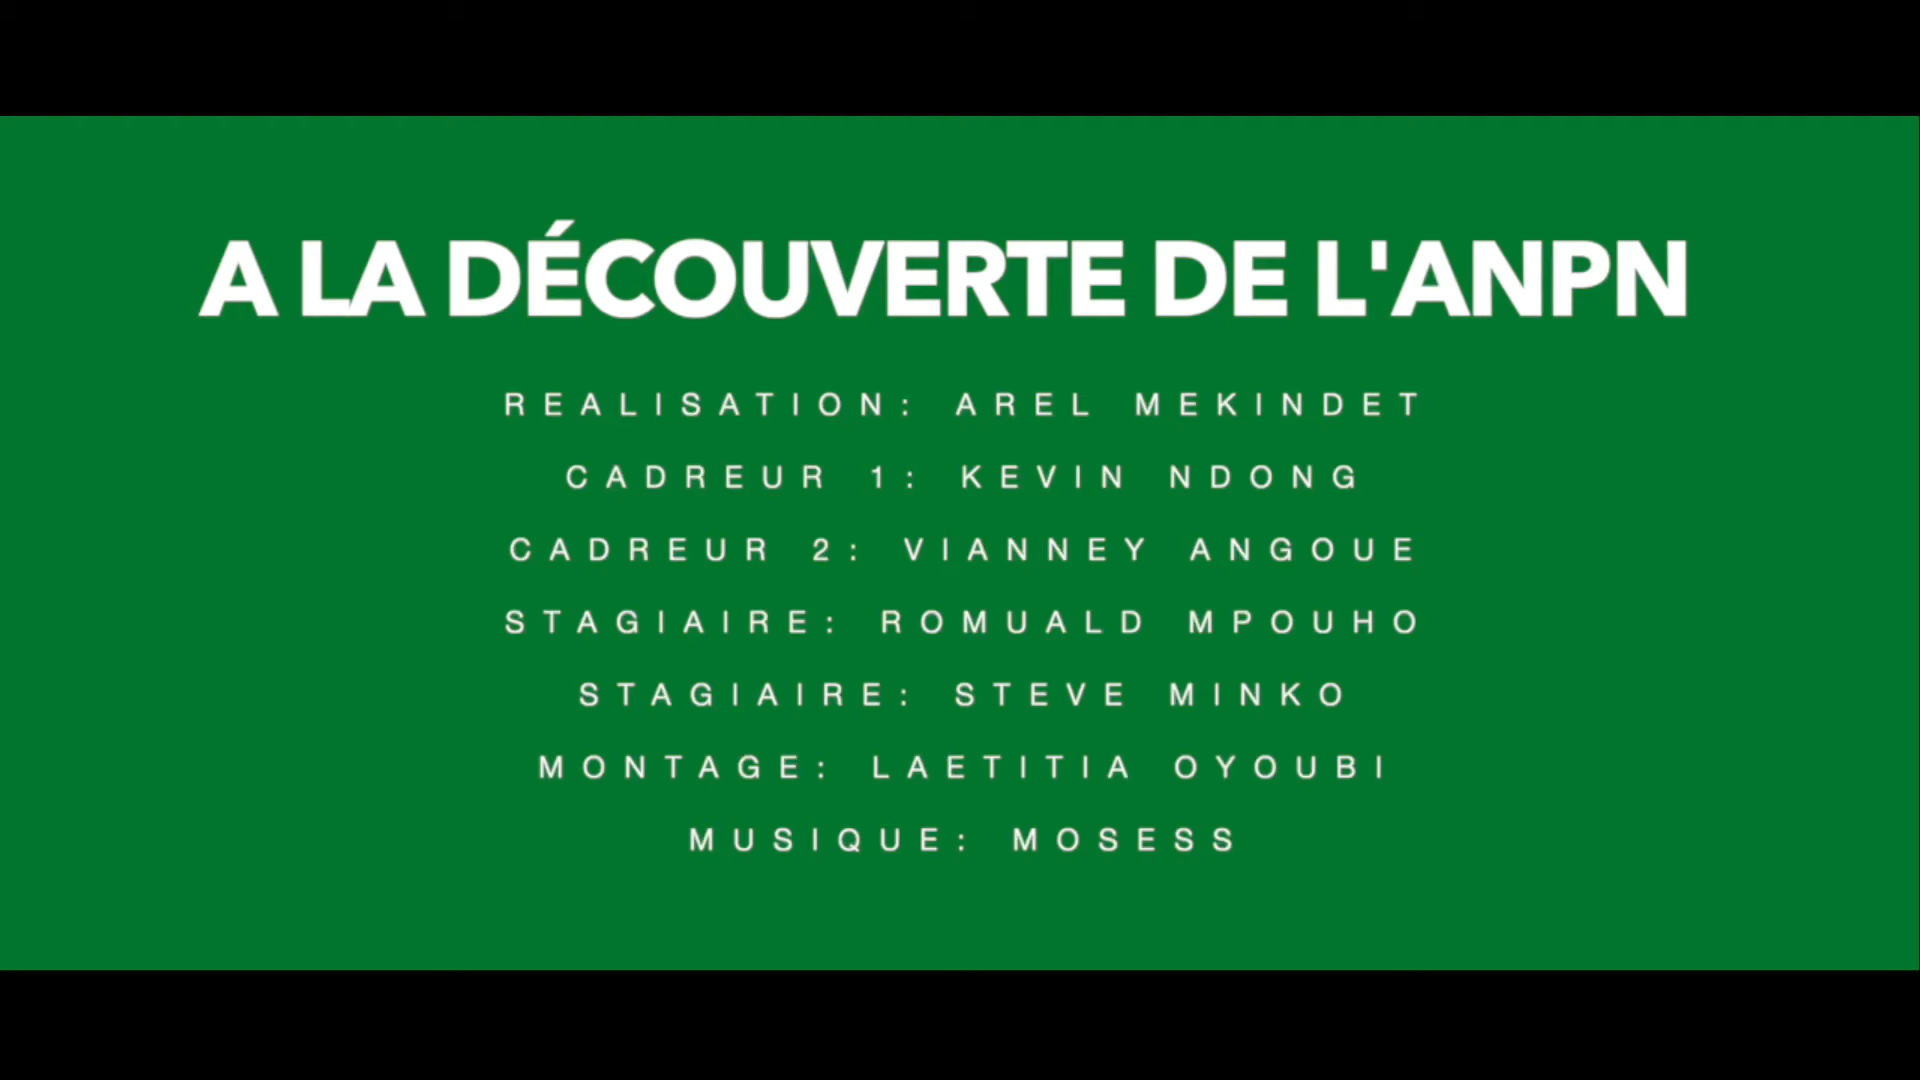 A LA DÉCOUVERTE DE L'ANPN
REALISATION: AREL MEKINDET
CADREUR 1: KEVIN NDONG
CADREUR 2: VIANNEY ANGOUE
STAGIAIRE: ROMUALD MPOUHO
STAGIAIRE: STEVE MINKO
MONTAGE: LAETITIA OYOUBI
MUSIQUE: MOSESS